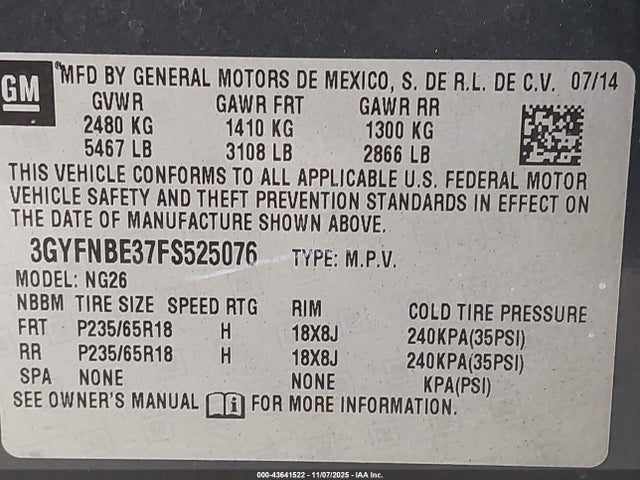 GM
MFD BY GENERAL MOTORS DE MEXICO, S. DE R.L. DE C.V. 07/14
GVWR GAWR FRT GAWR RR
2480 KG 1410 KG 1300 KG
5467 LB 3108 LB 2866 LB
THIS VEHICLE CONFORMS TO ALL APPLICABLE U.S. FEDERAL MOTOR
VEHICLE SAFETY AND THEFT PREVENTION STANDARDS IN EFFECT ON
THE DATE OF MANUFACTURE SHOWN ABOVE.
3GYFNBE37FS525076 TYPE: M.P.V.
MODEL: NG26
NBBM TIRE SIZE SPEED RTG RIM COLD TIRE PRESSURE
FRT P235/65R18 H 18X8J 240KPA(35PSI)
RR P235/65R18 H 18X8J 240KPA(35PSI)
SPA NONE NONE KPA(PSI)
SEE OWNER'S MANUAL FOR MORE INFORMATION.
000-43641522 - 11/07/2025 - IAA Inc.